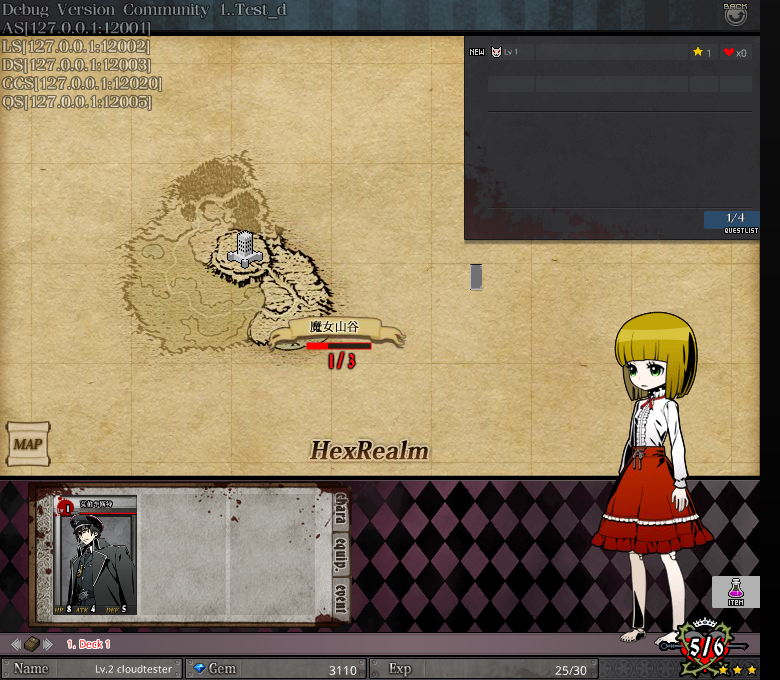 Debug Version Community 1..Test_d
BACK
AS[127.0.0.1:12001]
LS[127.0.0.1:12002]
DS[127.0.0.1:12003]
GCS[127.0.0.1:12020]
QS[127.0.0.1:12005]
NEW Lv 1
1 x0
1/4
QUESTLIST
魔女山谷
1/3
MAP
HexRealm
chara
equip.
event
HP 8 ATK 4 DEF 5
ITEM
1. Deck 1
5/6
Name Lv.2 cloudtester
Gem 3110
Exp 25/30